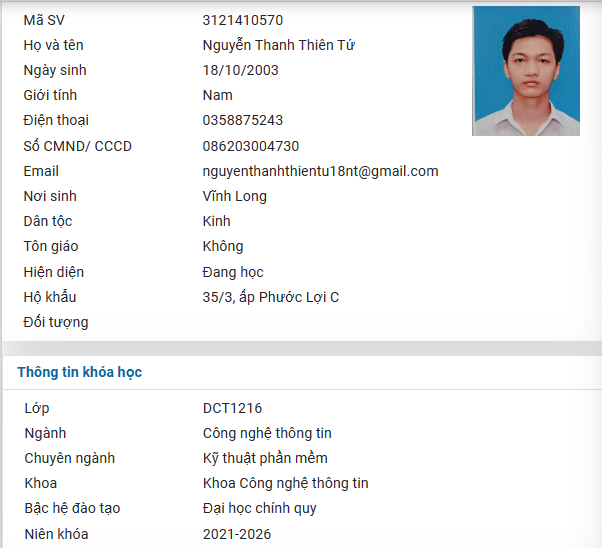 Mã SV 3121410570
Họ và tên Nguyễn Thanh Thiên Tứ
Ngày sinh 18/10/2003
Giới tính Nam
Điện thoại 0358875243
Số CMND/ CCCD 086203004730
Email nguyenthanhthientu18nt@gmail.com
Nơi sinh Vĩnh Long
Dân tộc Kinh
Tôn giáo Không
Hiện diện Đang học
Hộ khẩu 35/3, ấp Phước Lợi C
Đối tượng
Thông tin khóa học
Lớp DCT1216
Ngành Công nghệ thông tin
Chuyên ngành Kỹ thuật phần mềm
Khoa Khoa Công nghệ thông tin
Bậc hệ đào tạo Đại học chính quy
Niên khóa 2021-2026